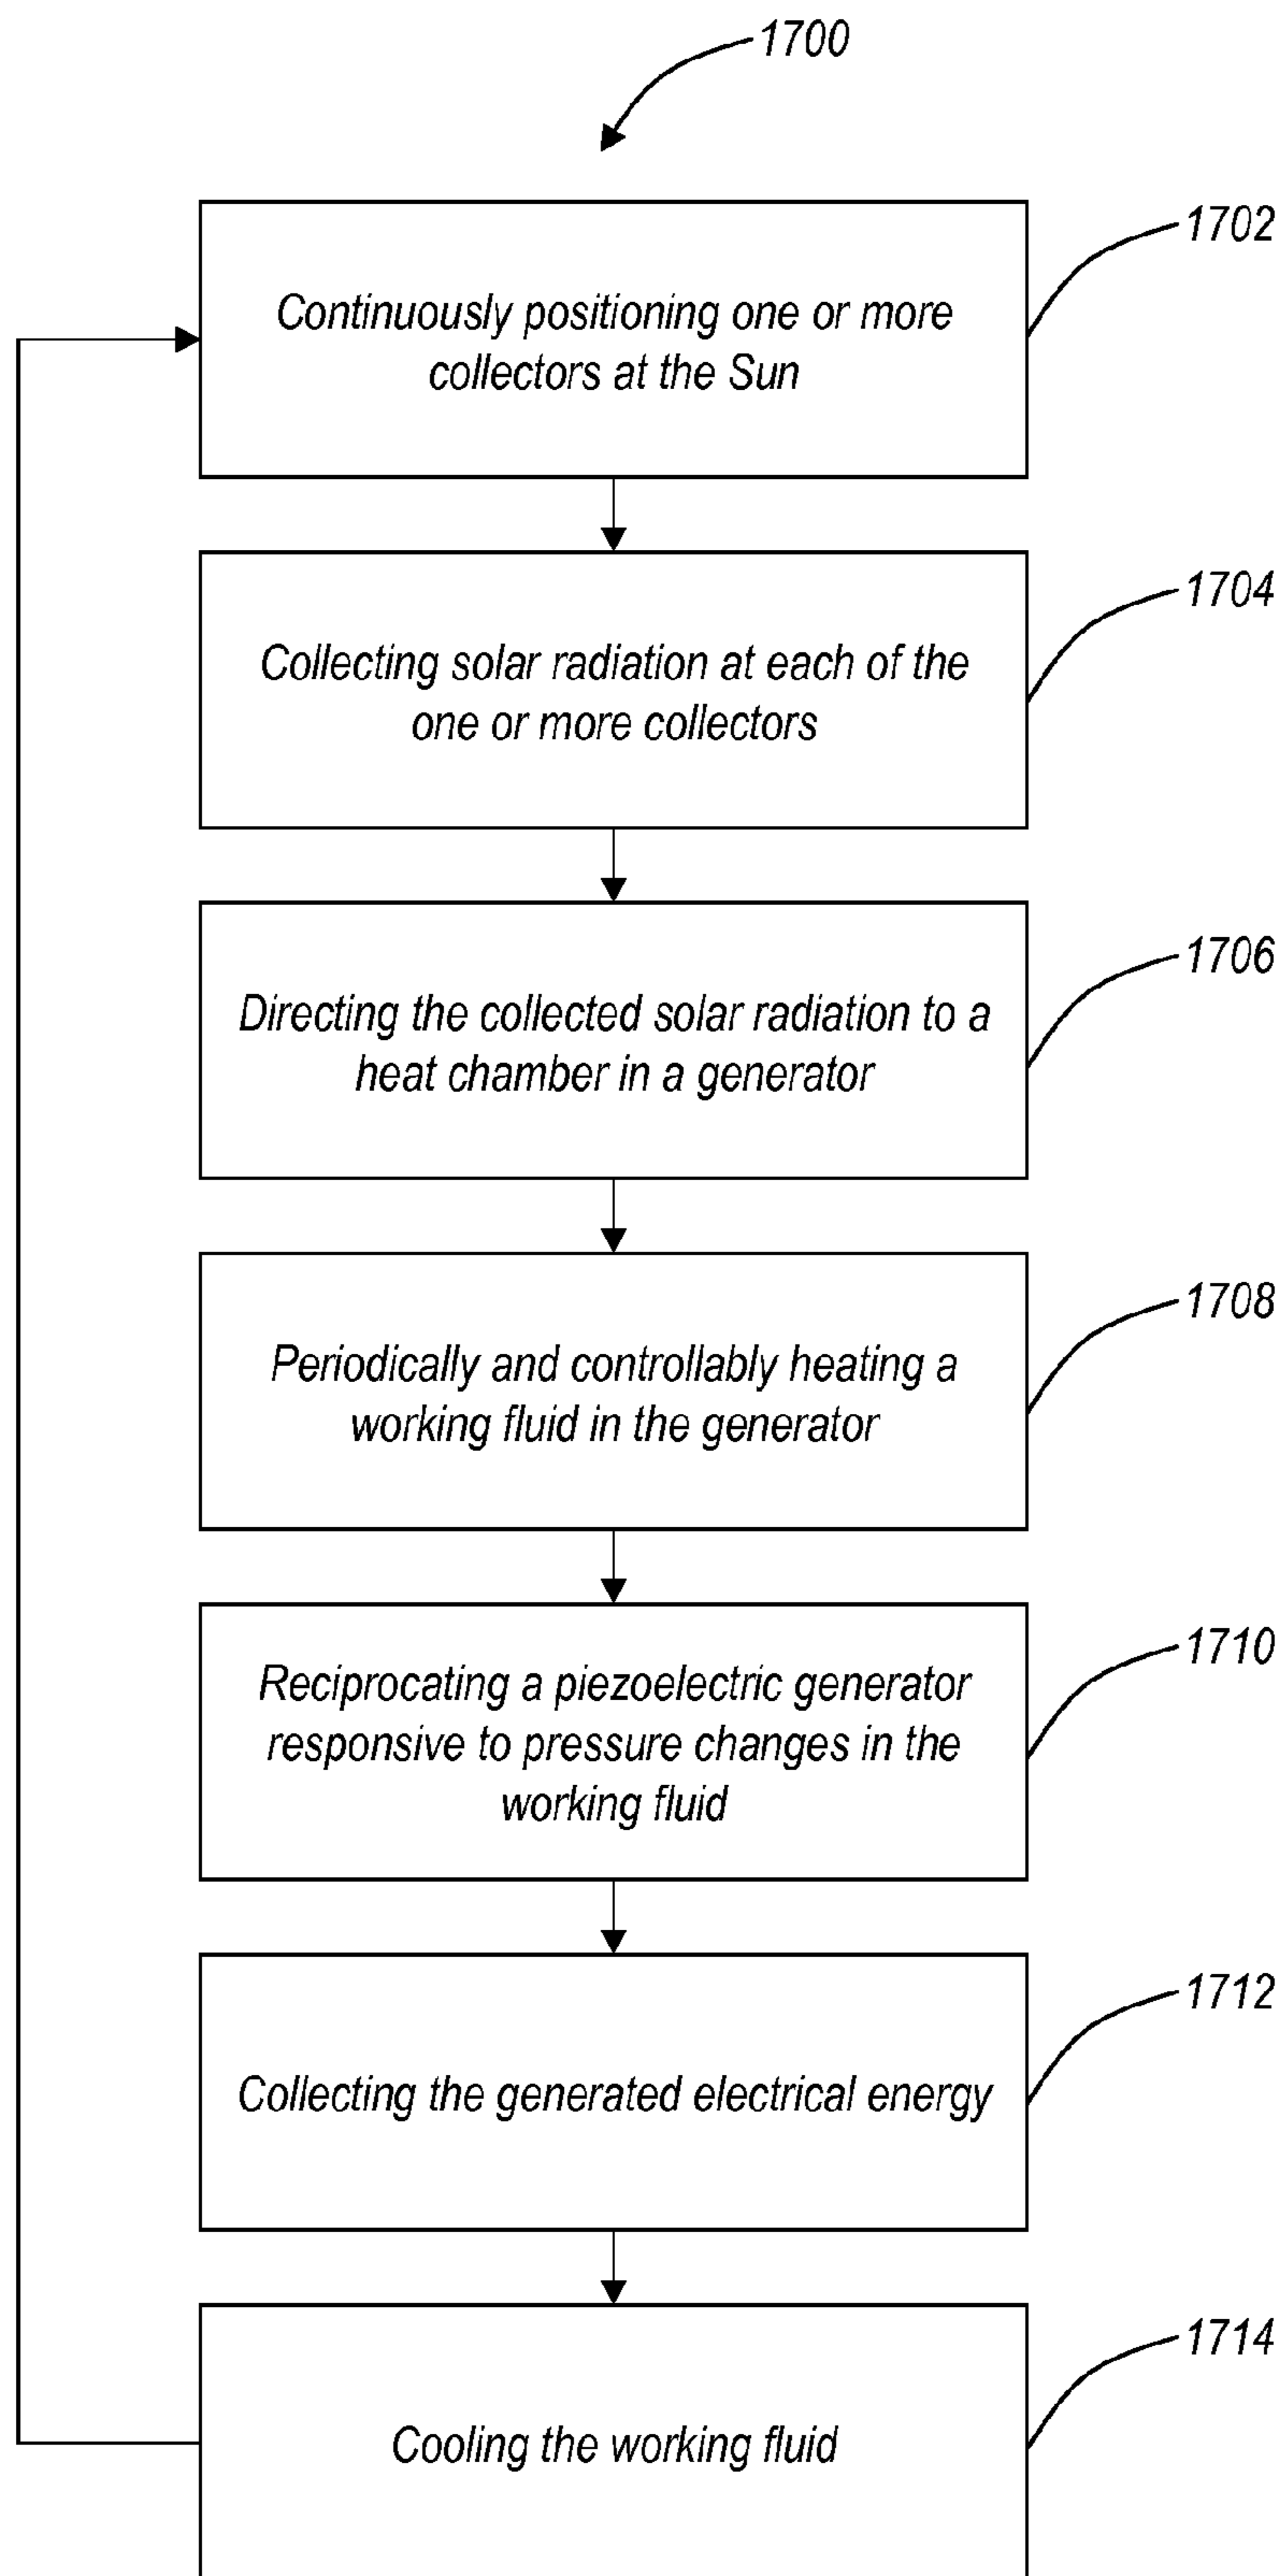 1700
1702
Continuously positioning one or more
collectors at the Sun
1704
Collecting solar radiation at each of the
one or more collectors
1706
Directing the collected solar radiation to a
heat chamber in a generator
1708
Periodically and controllably heating a
working fluid in the generator
1710
Reciprocating a piezoelectric generator
responsive to pressure changes in the
working fluid
1712
Collecting the generated electrical energy
1714
Cooling the working fluid